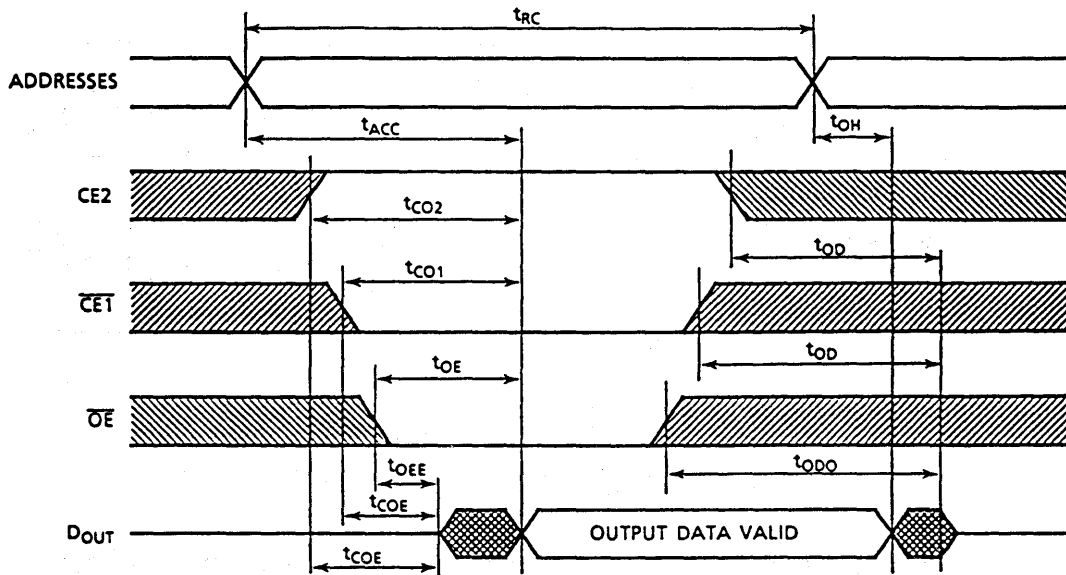 tRC
ADDRESSES
tACC
tOH
CE2
tCO2
tOD
tCO1
CE1
tOD
tOE
OE
tOEE
tODO
tCOE
DOUT
OUTPUT DATA VALID
tCOE